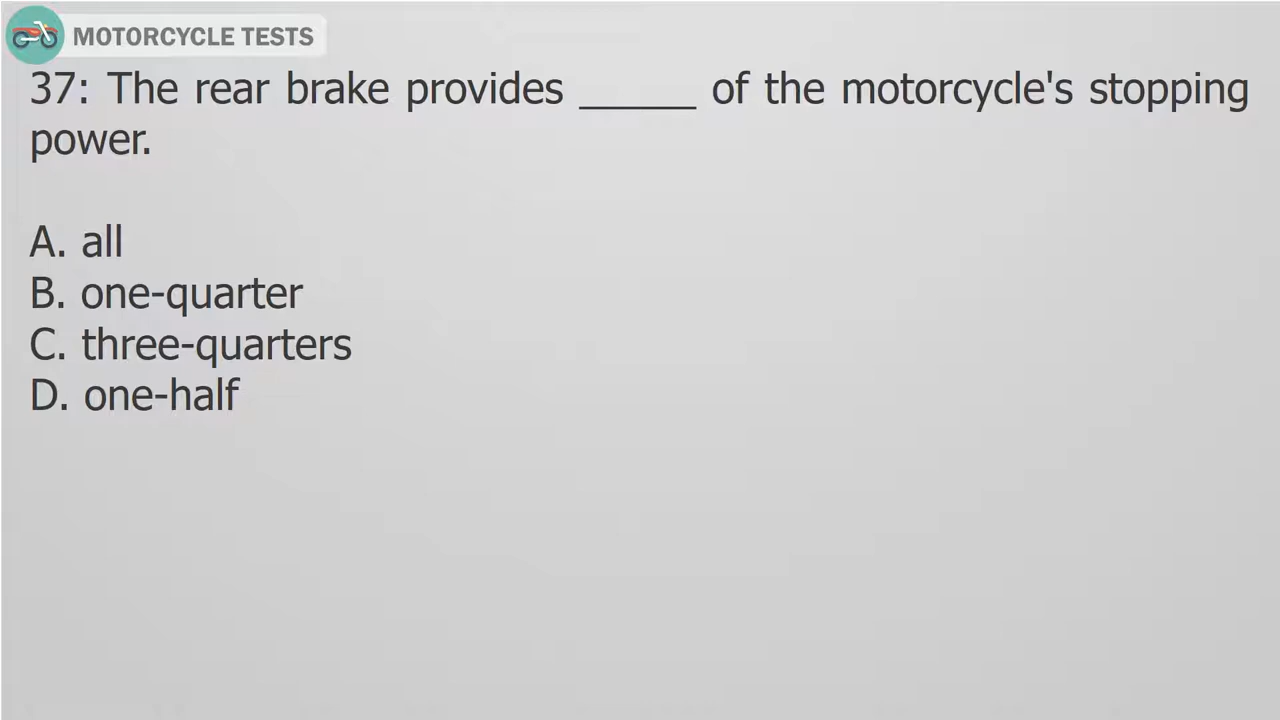 MOTORCYCLE TESTS
37: The rear brake provides _____ of the motorcycle's stopping
power.
A. all
B. one-quarter
C. three-quarters
D. one-half